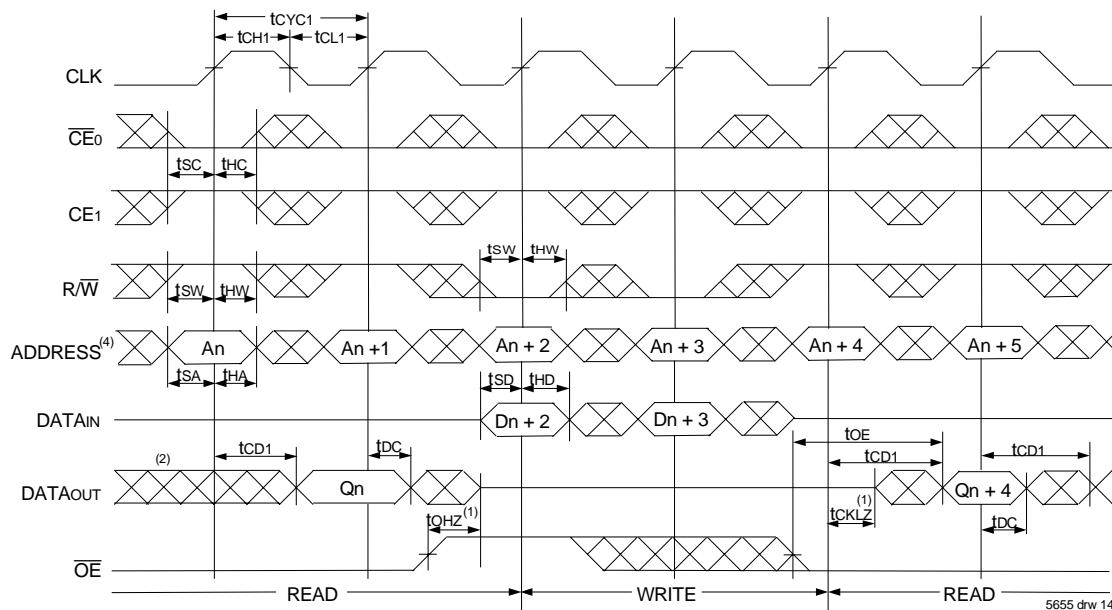 tCYC1
tCH1 tCL1
CLK
CE0
tSC tHC
CE1
tSW tHW
R/W
tSW tHW
ADDRESS(4) An An +1 An + 2 An + 3 An + 4 An + 5
tSA tHA
tSD tHD
DATAIN Dn + 2 Dn + 3
tOE
tCD1 tDC tCD1 tCD1
(2)
DATAOUT Qn Qn + 4
tOHZ(1) tCKLZ(1) tDC
OE
READ WRITE READ
5655 drw 14